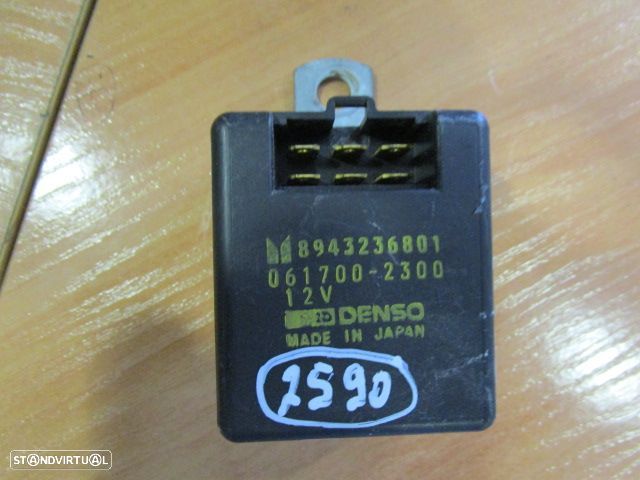 8943236801
061700-2300
12V
DENSO
MADE IN JAPAN
2590
STANDVIRTUAL